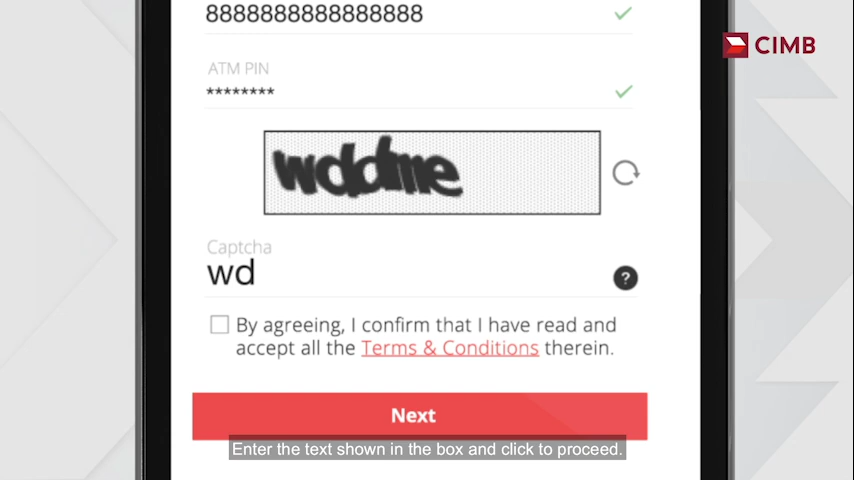 8888888888888888
CIMB
ATM PIN
********
wddme
Captcha
wd
?
By agreeing, I confirm that I have read and
accept all the Terms & Conditions therein.
Next
Enter the text shown in the box and click to proceed.